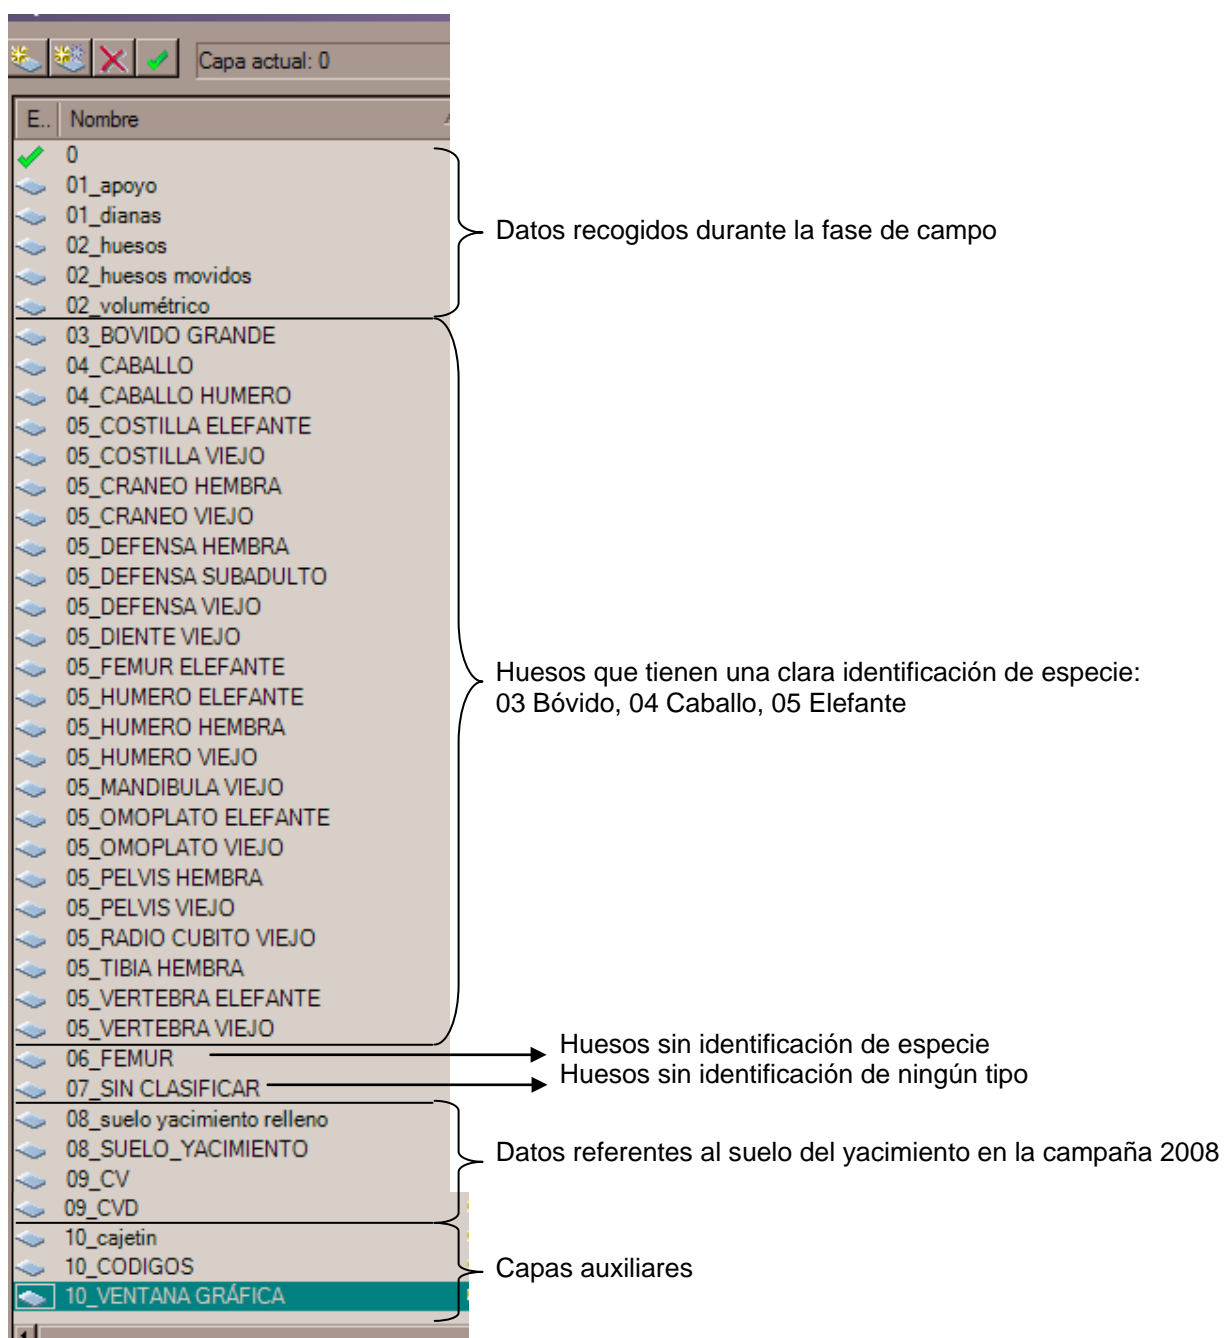 Capa actual: 0
E.. Nombre
0
01_apoyo
01_dianas
02_huesos
02_huesos movidos
02_volumétrico
Datos recogidos durante la fase de campo
03_BOVIDO GRANDE
04_CABALLO
04_CABALLO HUMERO
05_COSTILLA ELEFANTE
05_COSTILLA VIEJO
05_CRANEO HEMBRA
05_CRANEO VIEJO
05_DEFENSA HEMBRA
05_DEFENSA SUBADULTO
05_DEFENSA VIEJO
05_DIENTE VIEJO
05_FEMUR ELEFANTE
05_HUMERO ELEFANTE
05_HUMERO HEMBRA
05_HUMERO VIEJO
05_MANDIBULA VIEJO
05_OMOPLATO ELEFANTE
05_OMOPLATO VIEJO
05_PELVIS HEMBRA
05_PELVIS VIEJO
05_RADIO CUBITO VIEJO
05_TIBIA HEMBRA
05_VERTEBRA ELEFANTE
05_VERTEBRA VIEJO
Huesos que tienen una clara identificación de especie:
03 Bóvido, 04 Caballo, 05 Elefante
06_FEMUR
Huesos sin identificación de especie
07_SIN CLASIFICAR
Huesos sin identificación de ningún tipo
08_suelo yacimiento relleno
08_SUELO_YACIMIENTO
09_CV
09_CVD
Datos referentes al suelo del yacimiento en la campaña 2008
10_cajetin
10_CODIGOS
10_VENTANA GRÁFICA
Capas auxiliares